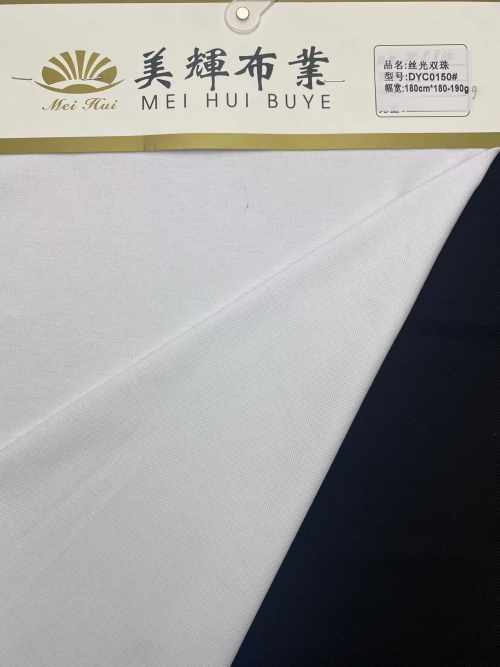 美輝布業
Mei Hui
MEI HUI BUYE
品名:丝光双珠
型号:DYC0150#
幅宽:180cm*180-190g